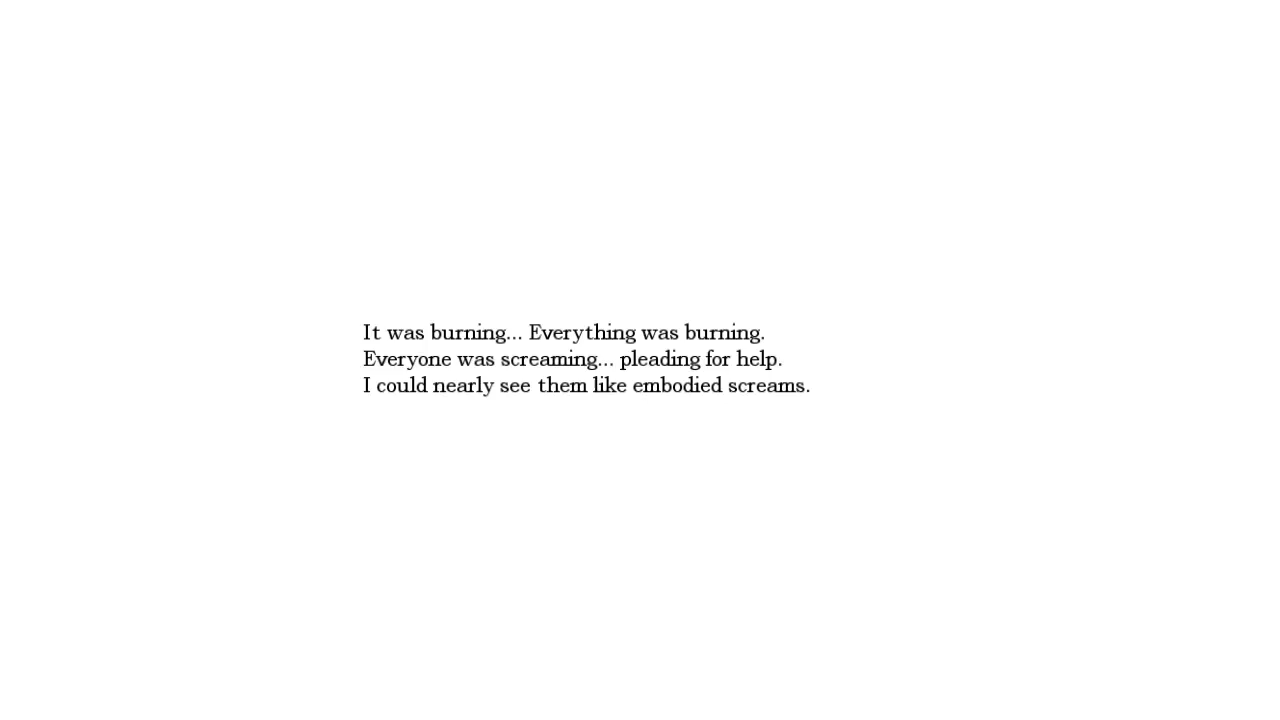 It was burning... Everything was burning.
Everyone was screaming... pleading for help.
I could nearly see them like embodied screams.